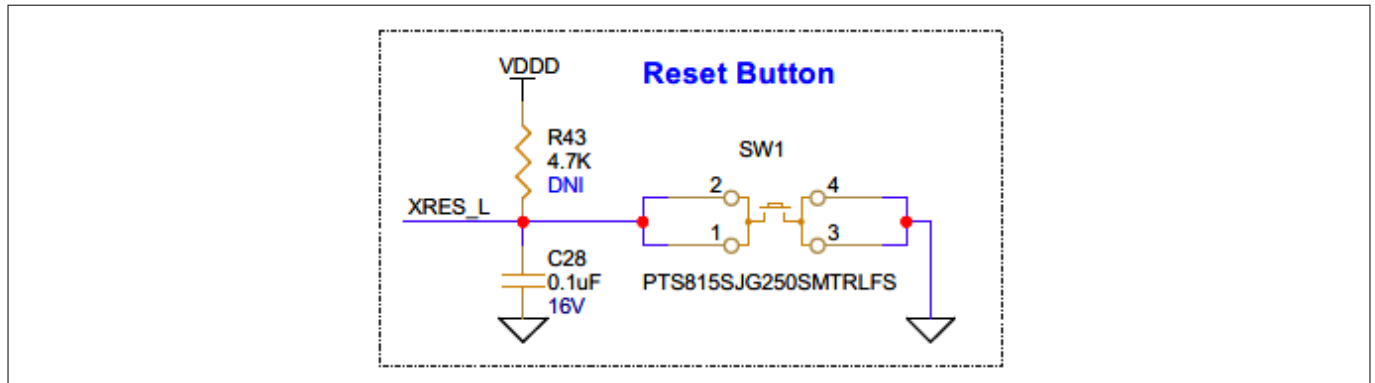 VDDD
Reset Button
R43
4.7K
DNI
SW1
XRES_L
2
4
1
3
C28
0.1uF
16V
PTS815SJG250SMTRLFS